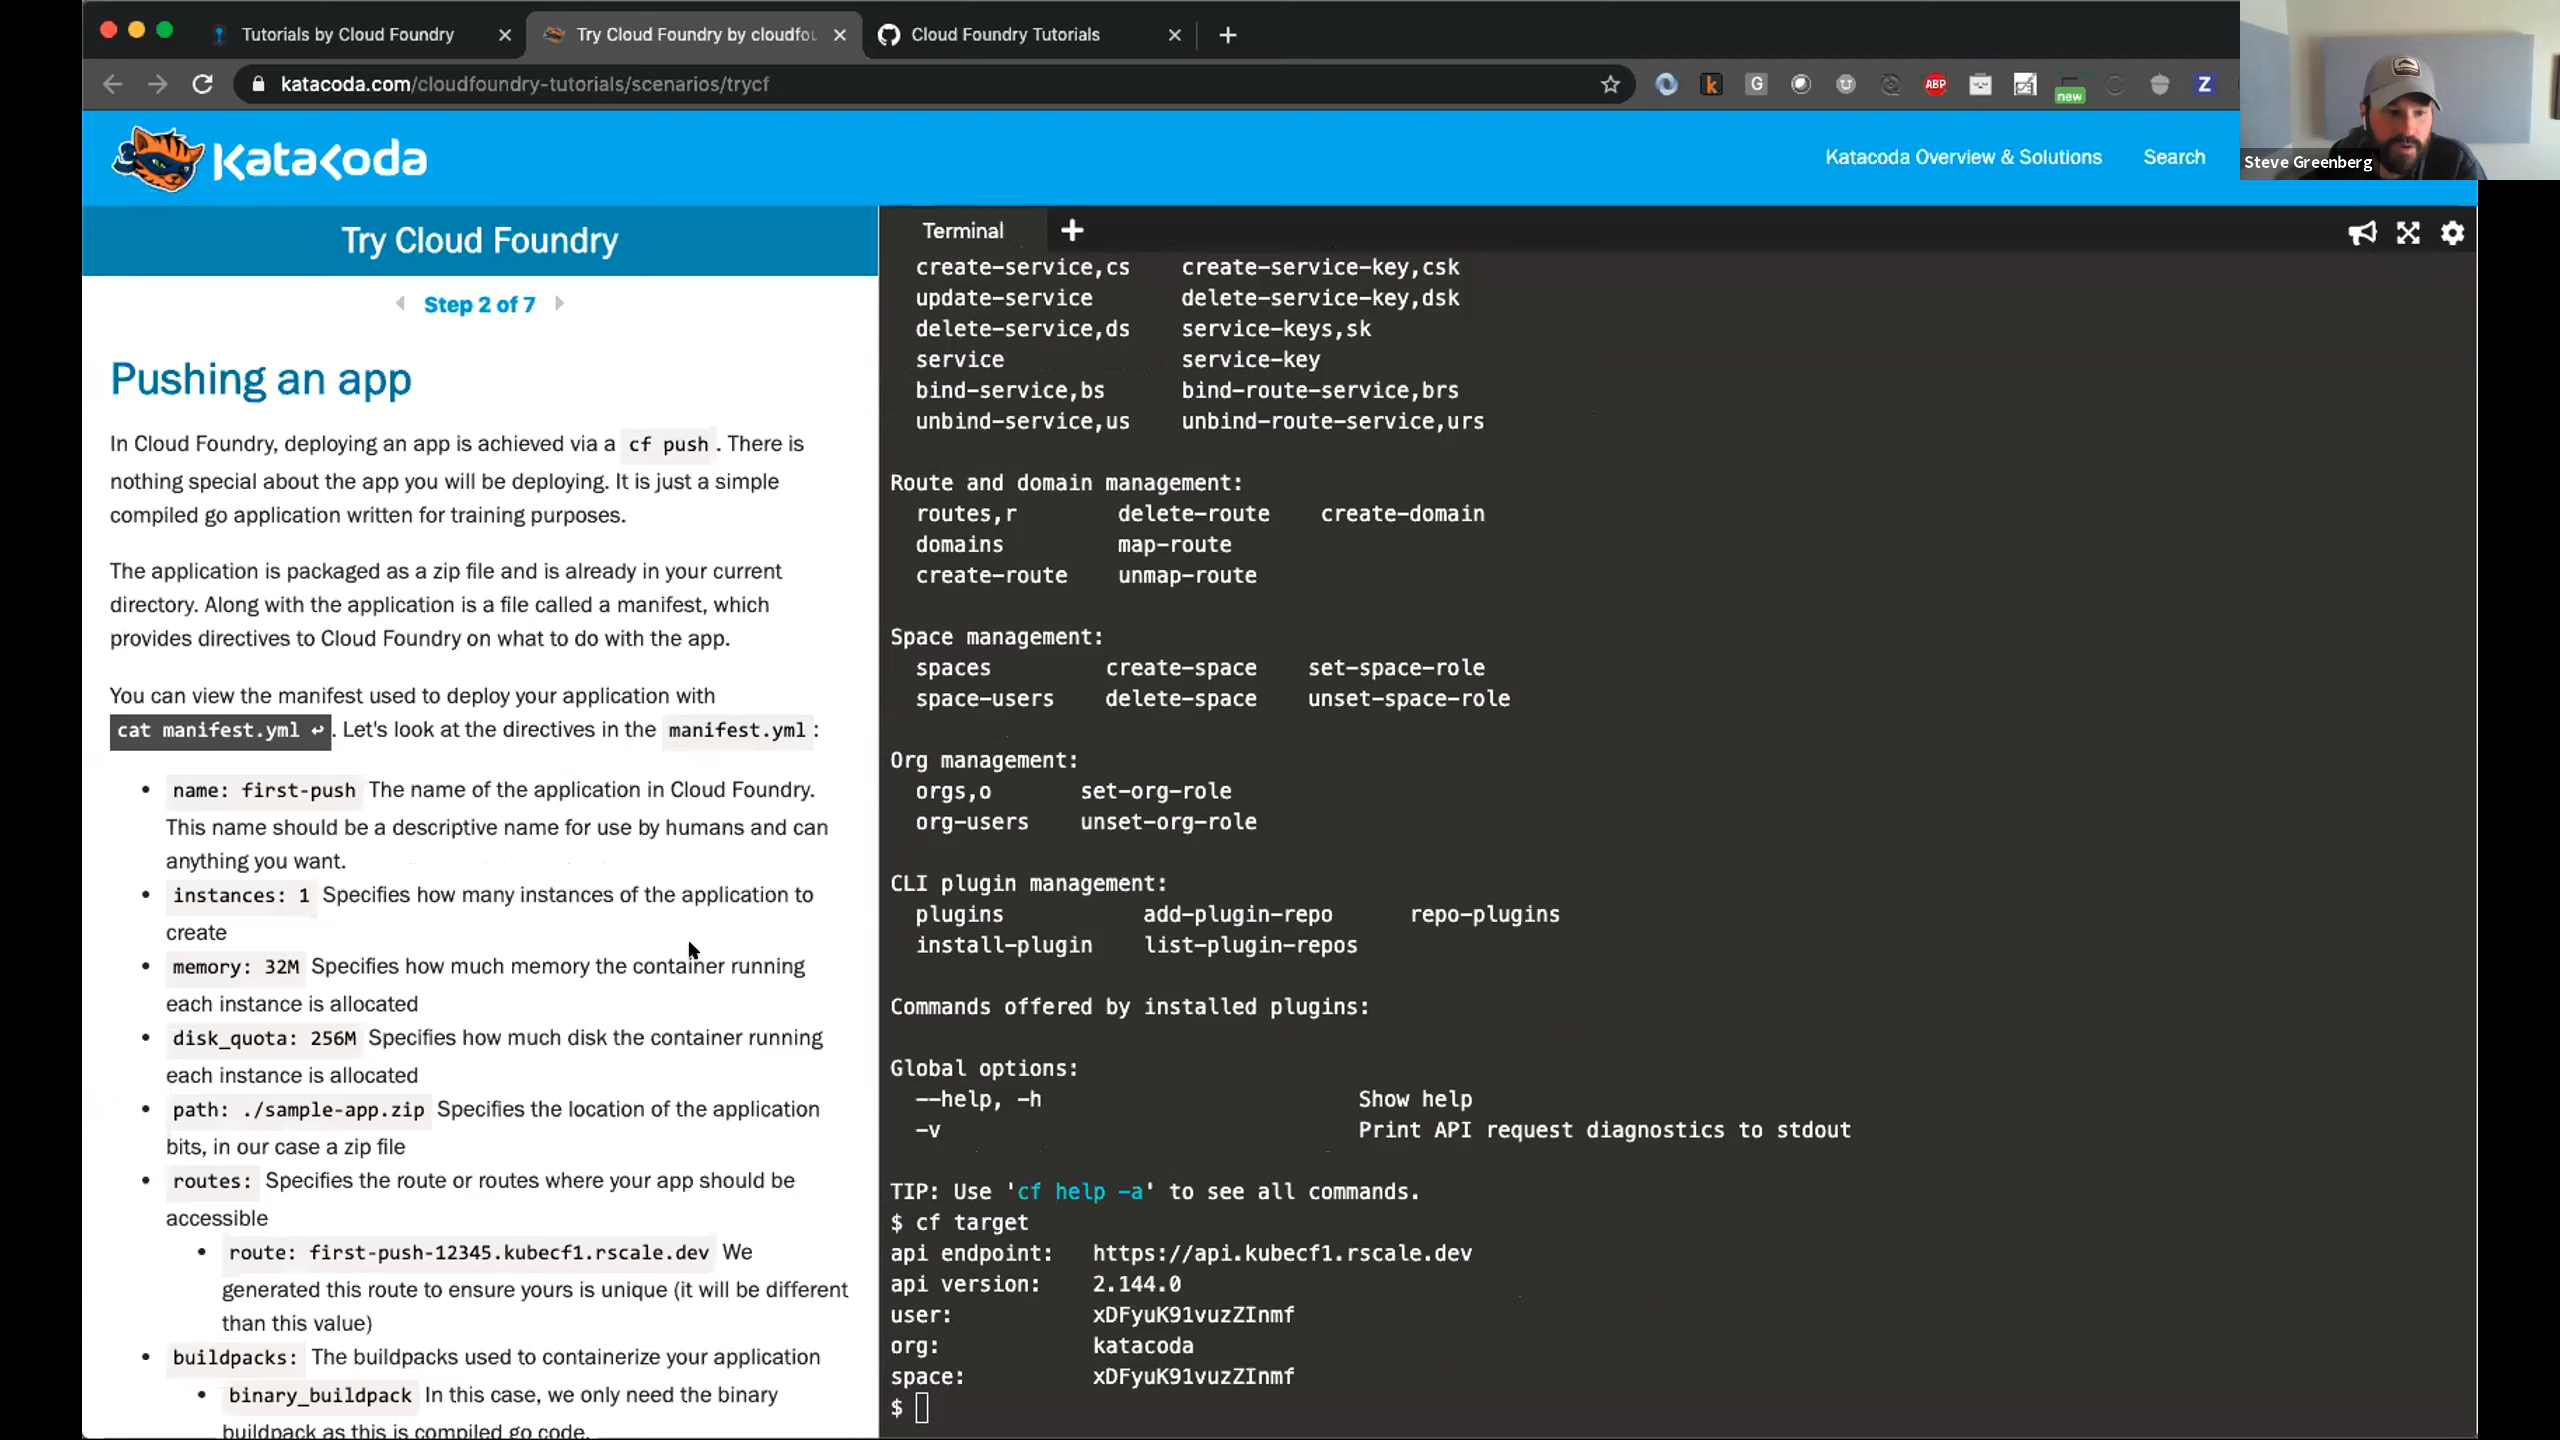 Tutorials by Cloud Foundry
Try Cloud Foundry by cloudfou
Cloud Foundry Tutorials
katacoda.com/cloudfoundry-tutorials/scenarios/trycf
k
G
ABP
new
Z
Katacoda
Katacoda Overview & Solutions
Search
Steve Greenberg
Try Cloud Foundry
Step 2 of 7
Pushing an app
In Cloud Foundry, deploying an app is achieved via a cf push . There is
nothing special about the app you will be deploying. It is just a simple
compiled go application written for training purposes.
The application is packaged as a zip file and is already in your current
directory. Along with the application is a file called a manifest, which
provides directives to Cloud Foundry on what to do with the app.
You can view the manifest used to deploy your application with
cat manifest.yml ↩ . Let's look at the directives in the manifest.yml :
• name: first-push The name of the application in Cloud Foundry.
This name should be a descriptive name for use by humans and can
anything you want.
• instances: 1 Specifies how many instances of the application to
create
• memory: 32M Specifies how much memory the container running
each instance is allocated
• disk_quota: 256M Specifies how much disk the container running
each instance is allocated
• path: ./sample-app.zip Specifies the location of the application
bits, in our case a zip file
• routes: Specifies the route or routes where your app should be
accessible
• route: first-push-12345.kubecf1.rscale.dev We
generated this route to ensure yours is unique (it will be different
than this value)
• buildpacks: The buildpacks used to containerize your application
• binary_buildpack In this case, we only need the binary
buildpack as this is compiled go code.
Terminal
create-service,cs create-service-key,csk
update-service delete-service-key,dsk
delete-service,ds service-keys,sk
service service-key
bind-service,bs bind-route-service,brs
unbind-service,us unbind-route-service,urs
Route and domain management:
routes,r delete-route create-domain
domains map-route
create-route unmap-route
Space management:
spaces create-space set-space-role
space-users delete-space unset-space-role
Org management:
orgs,o set-org-role
org-users unset-org-role
CLI plugin management:
plugins add-plugin-repo repo-plugins
install-plugin list-plugin-repos
Commands offered by installed plugins:
Global options:
--help, -h Show help
-v Print API request diagnostics to stdout
TIP: Use 'cf help -a' to see all commands.
$ cf target
api endpoint: https://api.kubecf1.rscale.dev
api version: 2.144.0
user: xDFyuK91vuzZInmf
org: katacoda
space: xDFyuK91vuzZInmf
$